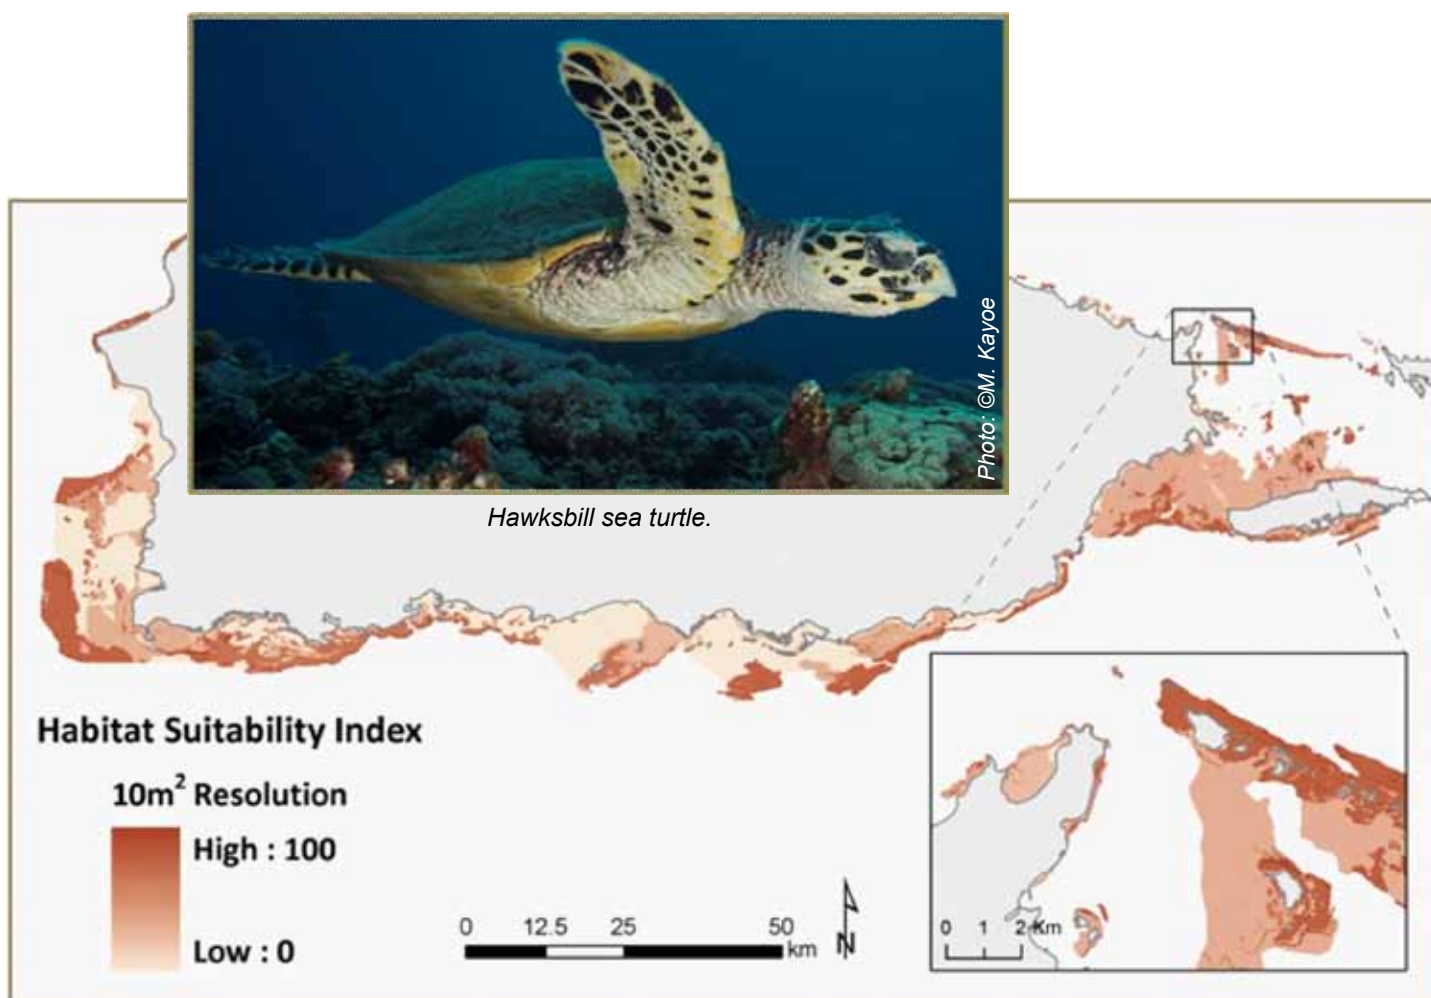 Photo: ©M. Kayoe
Hawksbill sea turtle.
Habitat Suitability Index
10m² Resolution
High : 100
Low : 0
0 12.5 25 50
km
N
0 1 2 Km